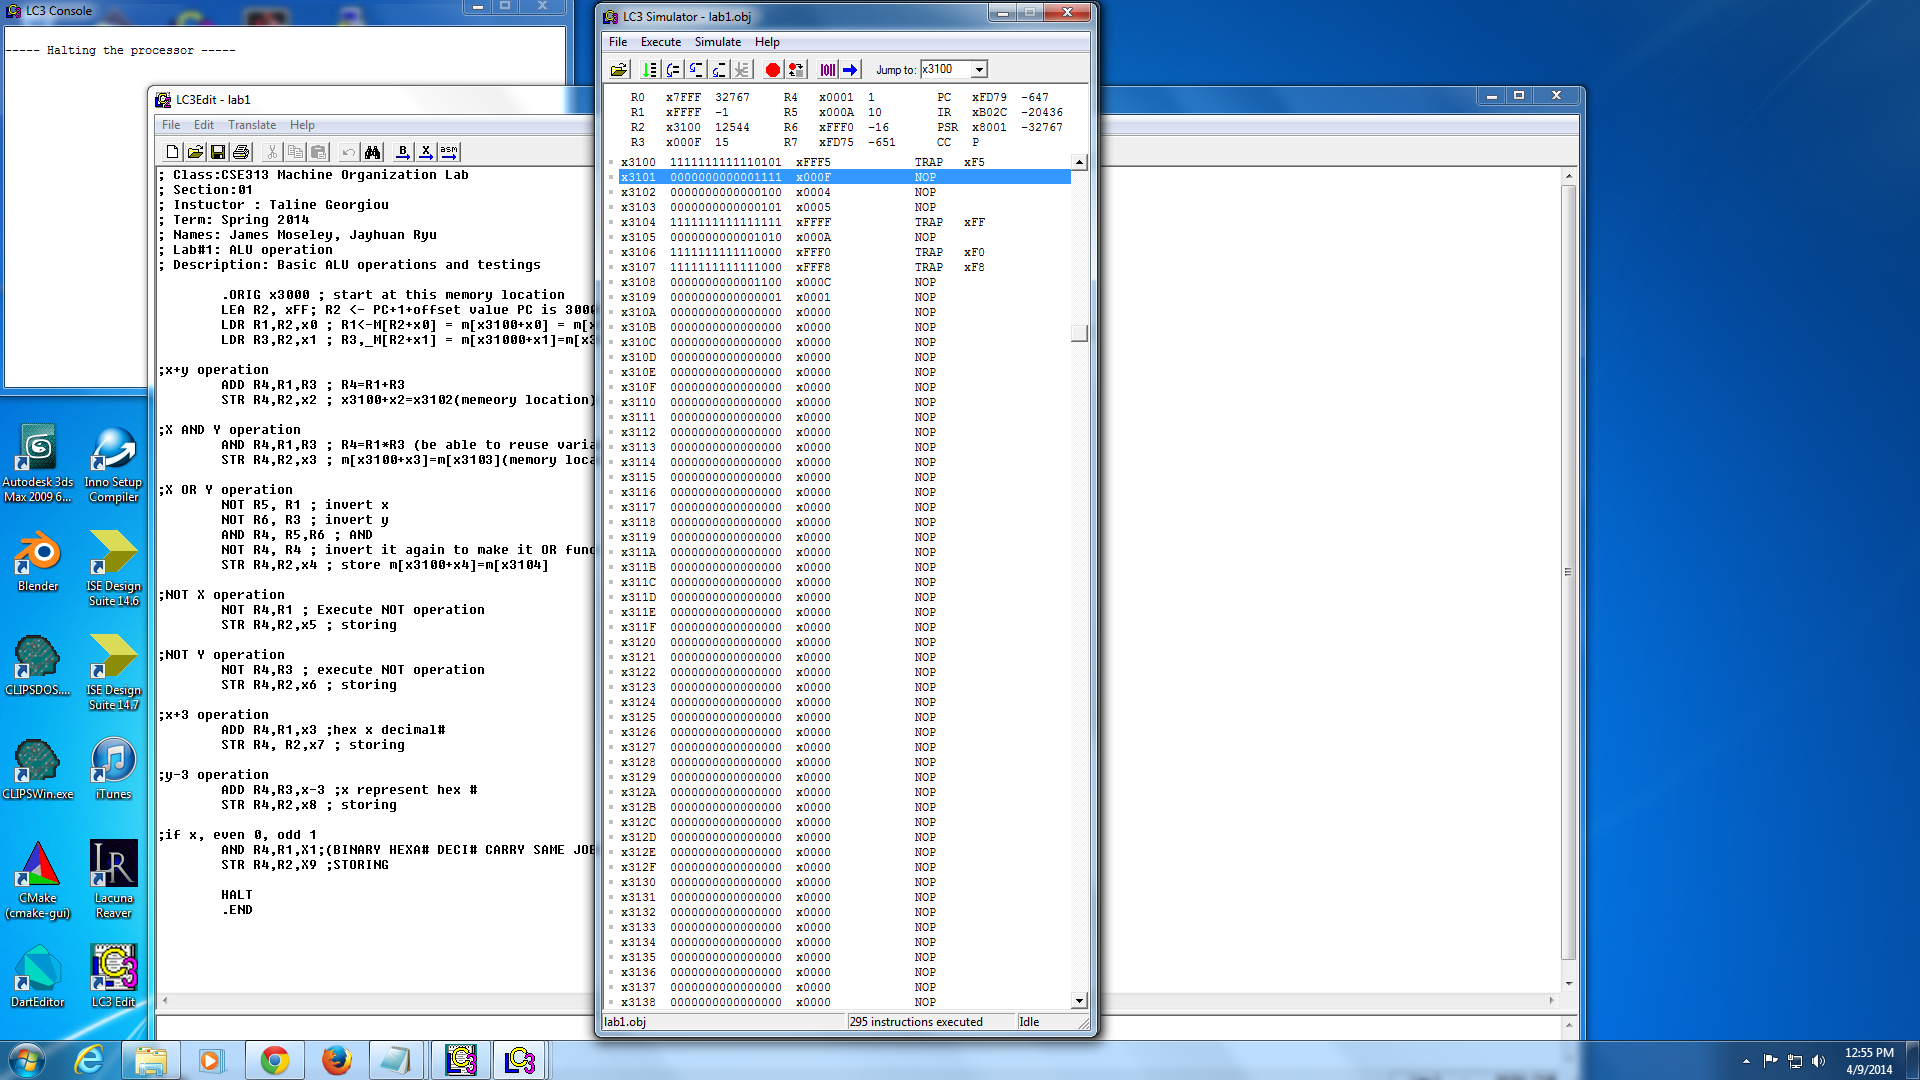 LC3 Console
----- Halting the processor -----
LC3Edit - lab1
File Edit Translate Help
; Class:CSE313 Machine Organization Lab
; Section:01
; Instuctor : Taline Georgiou
; Term: Spring 2014
; Names: James Moseley, Jayhuan Ryu
; Lab#1: ALU operation
; Description: Basic ALU operations and testings
.ORIG x3000 ; start at this memory location
LEA R2, xFF; R2 <- PC+1+offset value PC is 3000
LDR R1,R2,x0 ; R1<-M[R2+x0] = m[x3100+x0] = m[x
LDR R3,R2,x1 ; R3,_M[R2+x1] = m[x31000+x1]=m[x3
;x+y operation
ADD R4,R1,R3 ; R4=R1+R3
STR R4,R2,x2 ; x3100+x2=x3102(memeory location)
;X AND Y operation
AND R4,R1,R3 ; R4=R1*R3 (be able to reuse varia
STR R4,R2,x3 ; m[x3100+x3]=m[x3103](memory loca
;X OR Y operation
NOT R5, R1 ; invert x
NOT R6, R3 ; invert y
AND R4, R5,R6 ; AND
NOT R4, R4 ; invert it again to make it OR func
STR R4,R2,x4 ; store m[x3100+x4]=m[x3104]
;NOT X operation
NOT R4,R1 ; Execute NOT operation
STR R4,R2,x5 ; storing
;NOT Y operation
NOT R4,R3 ; execute NOT operation
STR R4,R2,x6 ; storing
;x+3 operation
ADD R4,R1,x3 ;hex x decimal#
STR R4, R2,x7 ; storing
;y-3 operation
ADD R4,R3,x-3 ;x represent hex #
STR R4,R2,x8 ; storing
;if x, even 0, odd 1
AND R4,R1,X1;(BINARY HEXA# DECI# CARRY SAME JOB
STR R4,R2,X9 ;STORING
HALT
.END
LC3 Simulator - lab1.obj
File Execute Simulate Help
Jump to: x3100
R0 x7FFF 32767 R4 x0001 1 PC xFD79 -647
R1 xFFFF -1 R5 x000A 10 IR xB02C -20436
R2 x3100 12544 R6 xFFF0 -16 PSR x8001 -32767
R3 x000F 15 R7 xFD75 -651 CC P
x3100 1111111111110101 xFFF5 TRAP xF5
x3101 0000000000001111 x000F NOP
x3102 0000000000000100 x0004 NOP
x3103 0000000000000101 x0005 NOP
x3104 1111111111111111 xFFFF TRAP xFF
x3105 0000000000001010 x000A NOP
x3106 1111111111110000 xFFF0 TRAP xF0
x3107 1111111111111000 xFFF8 TRAP xF8
x3108 0000000000001100 x000C NOP
x3109 0000000000000001 x0001 NOP
x310A 0000000000000000 x0000 NOP
x310B 0000000000000000 x0000 NOP
x310C 0000000000000000 x0000 NOP
x310D 0000000000000000 x0000 NOP
x310E 0000000000000000 x0000 NOP
x310F 0000000000000000 x0000 NOP
x3110 0000000000000000 x0000 NOP
x3111 0000000000000000 x0000 NOP
x3112 0000000000000000 x0000 NOP
x3113 0000000000000000 x0000 NOP
x3114 0000000000000000 x0000 NOP
x3115 0000000000000000 x0000 NOP
x3116 0000000000000000 x0000 NOP
x3117 0000000000000000 x0000 NOP
x3118 0000000000000000 x0000 NOP
x3119 0000000000000000 x0000 NOP
x311A 0000000000000000 x0000 NOP
x311B 0000000000000000 x0000 NOP
x311C 0000000000000000 x0000 NOP
x311D 0000000000000000 x0000 NOP
x311E 0000000000000000 x0000 NOP
x311F 0000000000000000 x0000 NOP
x3120 0000000000000000 x0000 NOP
x3121 0000000000000000 x0000 NOP
x3122 0000000000000000 x0000 NOP
x3123 0000000000000000 x0000 NOP
x3124 0000000000000000 x0000 NOP
x3125 0000000000000000 x0000 NOP
x3126 0000000000000000 x0000 NOP
x3127 0000000000000000 x0000 NOP
x3128 0000000000000000 x0000 NOP
x3129 0000000000000000 x0000 NOP
x312A 0000000000000000 x0000 NOP
x312B 0000000000000000 x0000 NOP
x312C 0000000000000000 x0000 NOP
x312D 0000000000000000 x0000 NOP
x312E 0000000000000000 x0000 NOP
x312F 0000000000000000 x0000 NOP
x3130 0000000000000000 x0000 NOP
x3131 0000000000000000 x0000 NOP
x3132 0000000000000000 x0000 NOP
x3133 0000000000000000 x0000 NOP
x3134 0000000000000000 x0000 NOP
x3135 0000000000000000 x0000 NOP
x3136 0000000000000000 x0000 NOP
x3137 0000000000000000 x0000 NOP
x3138 0000000000000000 x0000 NOP
lab1.obj 295 instructions executed Idle
Autodesk 3ds
Max 2009 6...
Inno Setup
Compiler
Blender
ISE Design
Suite 14.6
CLIPSDOS....
ISE Design
Suite 14.7
CLIPSWin.exe
iTunes
CMake
(cmake-gui)
Lacuna
Reaver
DartEditor
LC3 Edit
12:55 PM
4/9/2014